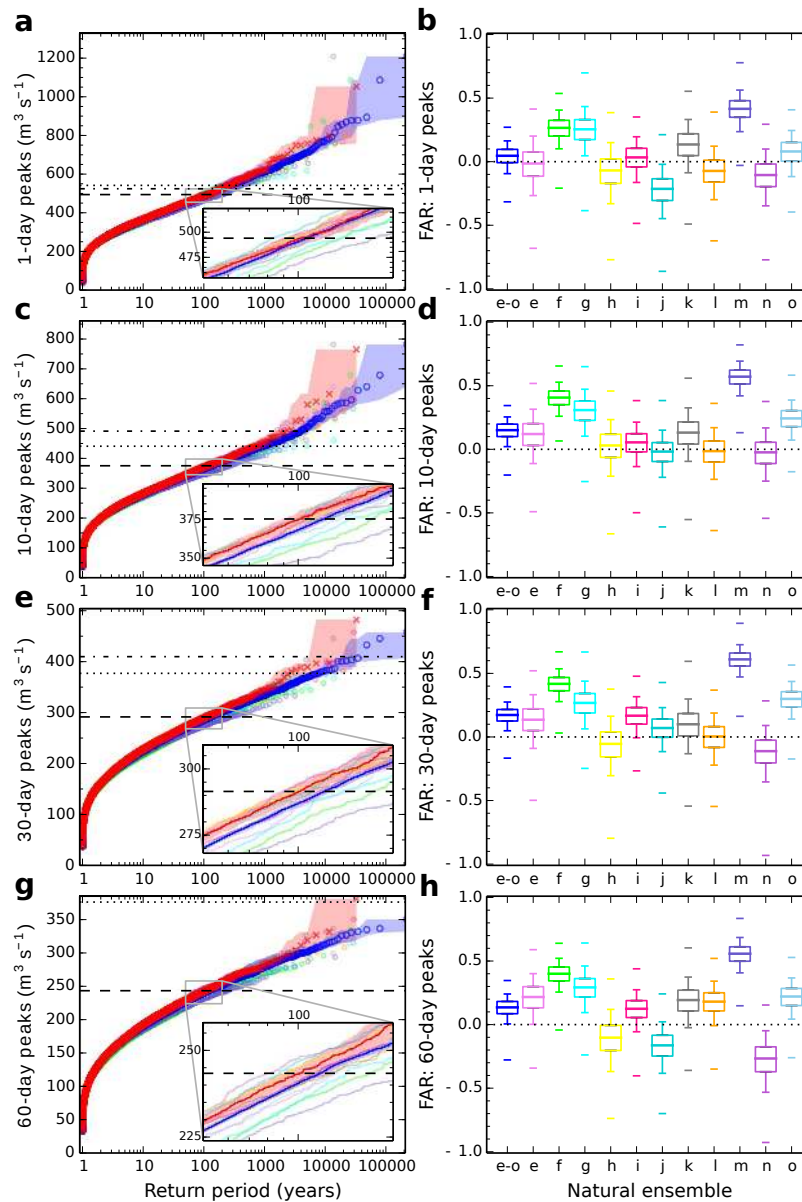 a
1-day peaks (m³ s⁻¹)
1200
1000
800
600
400
200
0
100
500
475
1 10 100 1000 10000 100000
b
FAR: 1-day peaks
1.0
0.5
0.0
0.5
- 1.0
e-o e f g h i j k l m n o
c
10-day peaks (m³ s⁻¹)
800
700
600
500
400
300
200
100
0
100
375
350
1 10 100 1000 10000 100000
d
FAR: 10-day peaks
1.0
0.5
0.0
0.5
- 1.0
e-o e f g h i j k l m n o
e
30-day peaks (m³ s⁻¹)
500
400
300
200
100
0
100
300
275
1 10 100 1000 10000 100000
f
FAR: 30-day peaks
1.0
0.5
0.0
0.5
- 1.0
e-o e f g h i j k l m n o
g
60-day peaks (m³ s⁻¹)
350
300
250
200
150
100
50
0
100
250
225
1 10 100 1000 10000 100000
Return period (years)
h
FAR: 60-day peaks
1.0
0.5
0.0
0.5
- 1.0
e-o e f g h i j k l m n o
Natural ensemble